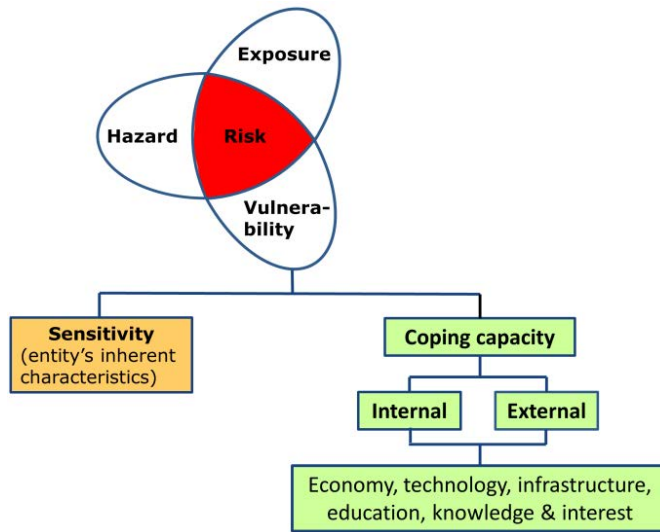 Exposure
Hazard
Risk
Vulnera-
bility
Sensitivity
(entity’s inherent
characteristics)
Coping capacity
Internal
External
Economy, technology, infrastructure,
education, knowledge & interest